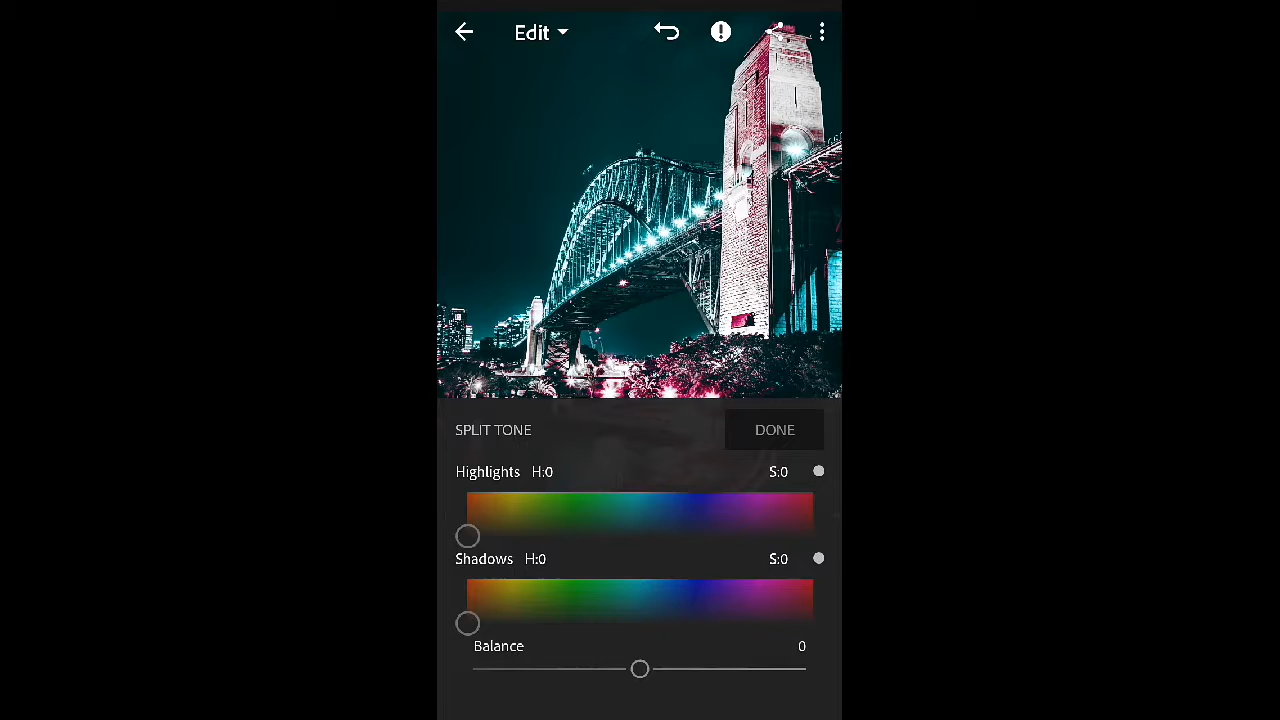 Edit
SPLIT TONE DONE
Highlights H:0 S:0
Shadows H:0 S:0
Balance 0